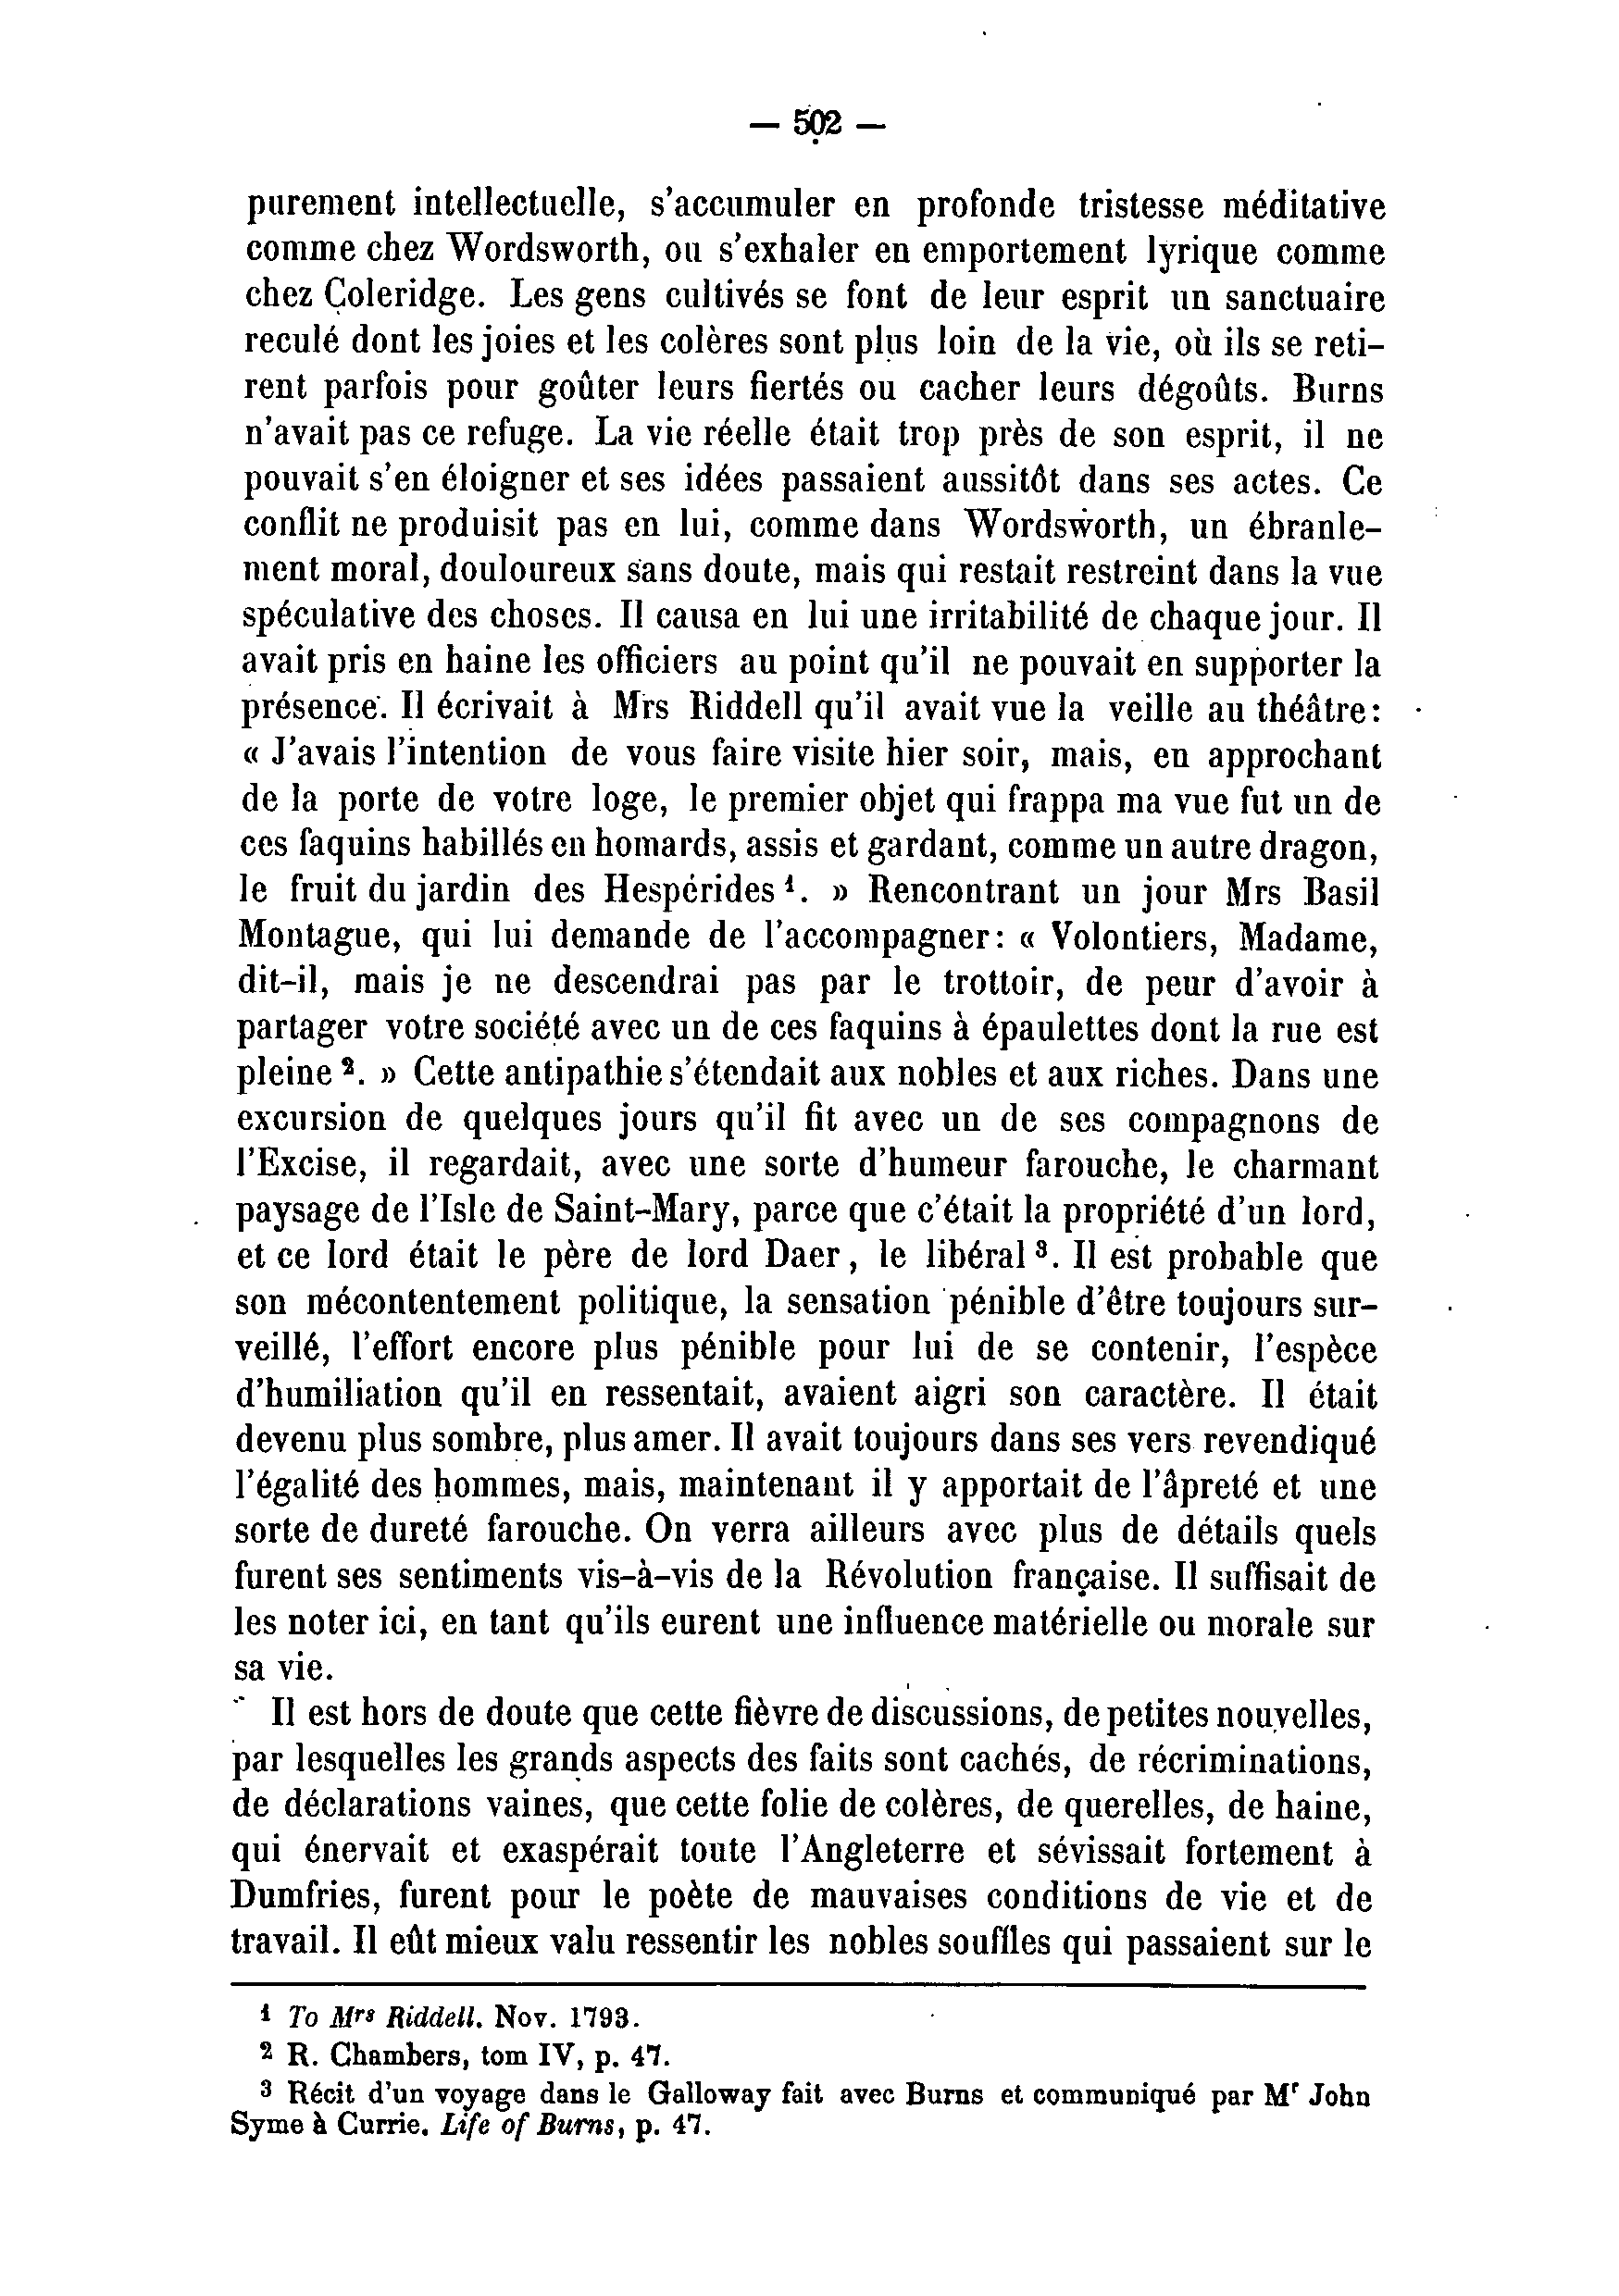 — 502 —
purement intellectuelle, s'accumuler en profonde tristesse méditative
comme chez Wordsworth, ou s'exhaler en emportement lyrique comme
chez Coleridge. Les gens cultivés se font de leur esprit un sanctuaire
reculé dont les joies et les colères sont plus loin de la vie, où ils se reti-
rent parfois pour goûter leurs fiertés ou cacher leurs dégoûts. Burns
n'avait pas ce refuge. La vie réelle était trop près de son esprit, il ne
pouvait s'en éloigner et ses idées passaient aussitôt dans ses actes. Ce
conflit ne produisit pas en lui, comme dans Wordsworth, un ébranle-
ment moral, douloureux sans doute, mais qui restait restreint dans la vue
spéculative des choses. Il causa en lui une irritabilité de chaque jour. Il
avait pris en haine les officiers au point qu'il ne pouvait en supporter la
présence. Il écrivait à Mrs Riddell qu'il avait vue la veille au théâtre:
« J'avais l'intention de vous faire visite hier soir, mais, en approchant
de la porte de votre loge, le premier objet qui frappa ma vue fut un de
ces faquins habillés en homards, assis et gardant, comme un autre dragon,
le fruit du jardin des Hespérides ¹. » Rencontrant un jour Mrs Basil
Montague, qui lui demande de l'accompagner: « Volontiers, Madame,
dit-il, mais je ne descendrai pas par le trottoir, de peur d'avoir à
partager votre société avec un de ces faquins à épaulettes dont la rue est
pleine ². » Cette antipathie s'étendait aux nobles et aux riches. Dans une
excursion de quelques jours qu'il fit avec un de ses compagnons de
l'Excise, il regardait, avec une sorte d'humeur farouche, le charmant
paysage de l'Isle de Saint-Mary, parce que c'était la propriété d'un lord,
et ce lord était le père de lord Daer, le libéral ³. Il est probable que
son mécontentement politique, la sensation pénible d'être toujours sur-
veillé, l'effort encore plus pénible pour lui de se contenir, l'espèce
d'humiliation qu'il en ressentait, avaient aigri son caractère. Il était
devenu plus sombre, plus amer. Il avait toujours dans ses vers revendiqué
l'égalité des hommes, mais, maintenant il y apportait de l'âpreté et une
sorte de dureté farouche. On verra ailleurs avec plus de détails quels
furent ses sentiments vis-à-vis de la Révolution française. Il suffisait de
les noter ici, en tant qu'ils eurent une influence matérielle ou morale sur
sa vie.
Il est hors de doute que cette fièvre de discussions, de petites nouvelles,
par lesquelles les grands aspects des faits sont cachés, de récriminations,
de déclarations vaines, que cette folie de colères, de querelles, de haine,
qui énervait et exaspérait toute l'Angleterre et sévissait fortement à
Dumfries, furent pour le poète de mauvaises conditions de vie et de
travail. Il eût mieux valu ressentir les nobles souffles qui passaient sur le
¹ To Mrs Riddell. Nov. 1793.
² R. Chambers, tom IV, p. 47.
³ Récit d'un voyage dans le Galloway fait avec Burns et communiqué par Mr John
Syme à Currie. Life of Burns, p. 47.